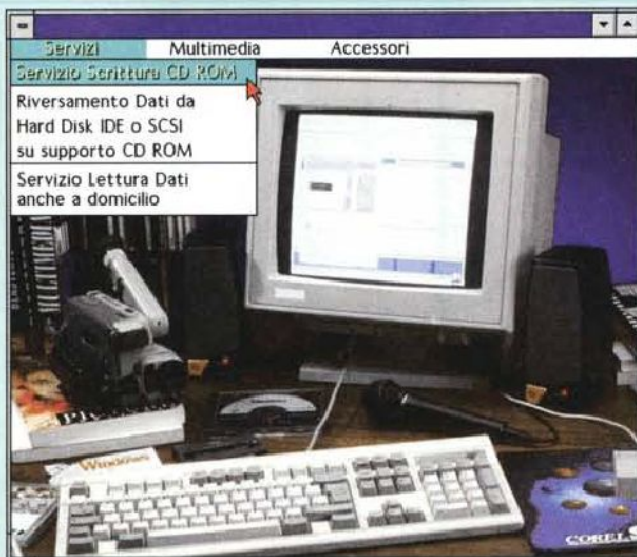 Servizi Multimedia Accessori
Servizio Scrittura CD ROM
Riversamento Dati da
Hard Disk IDE o SCSI
su supporto CD ROM
Servizio Lettura Dati
anche a domicilio
MULTIMEDIA
Windows
COREL